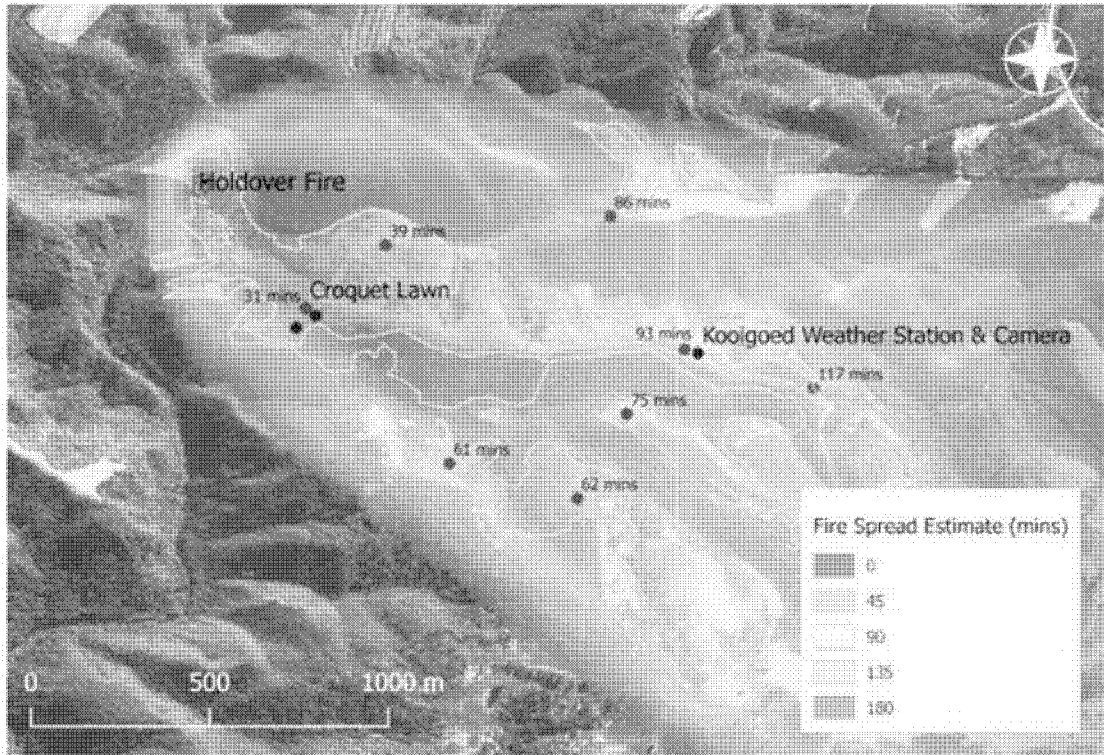 Holdover Fire
86 mins
39 mins
31 mins
Croquet Lawn
93 mins
Koolgoed Weather Station & Camera
117 mins
75 mins
61 mins
62 mins
Fire Spread Estimate (mins)
0
45
90
135
180
0 500 1000 m